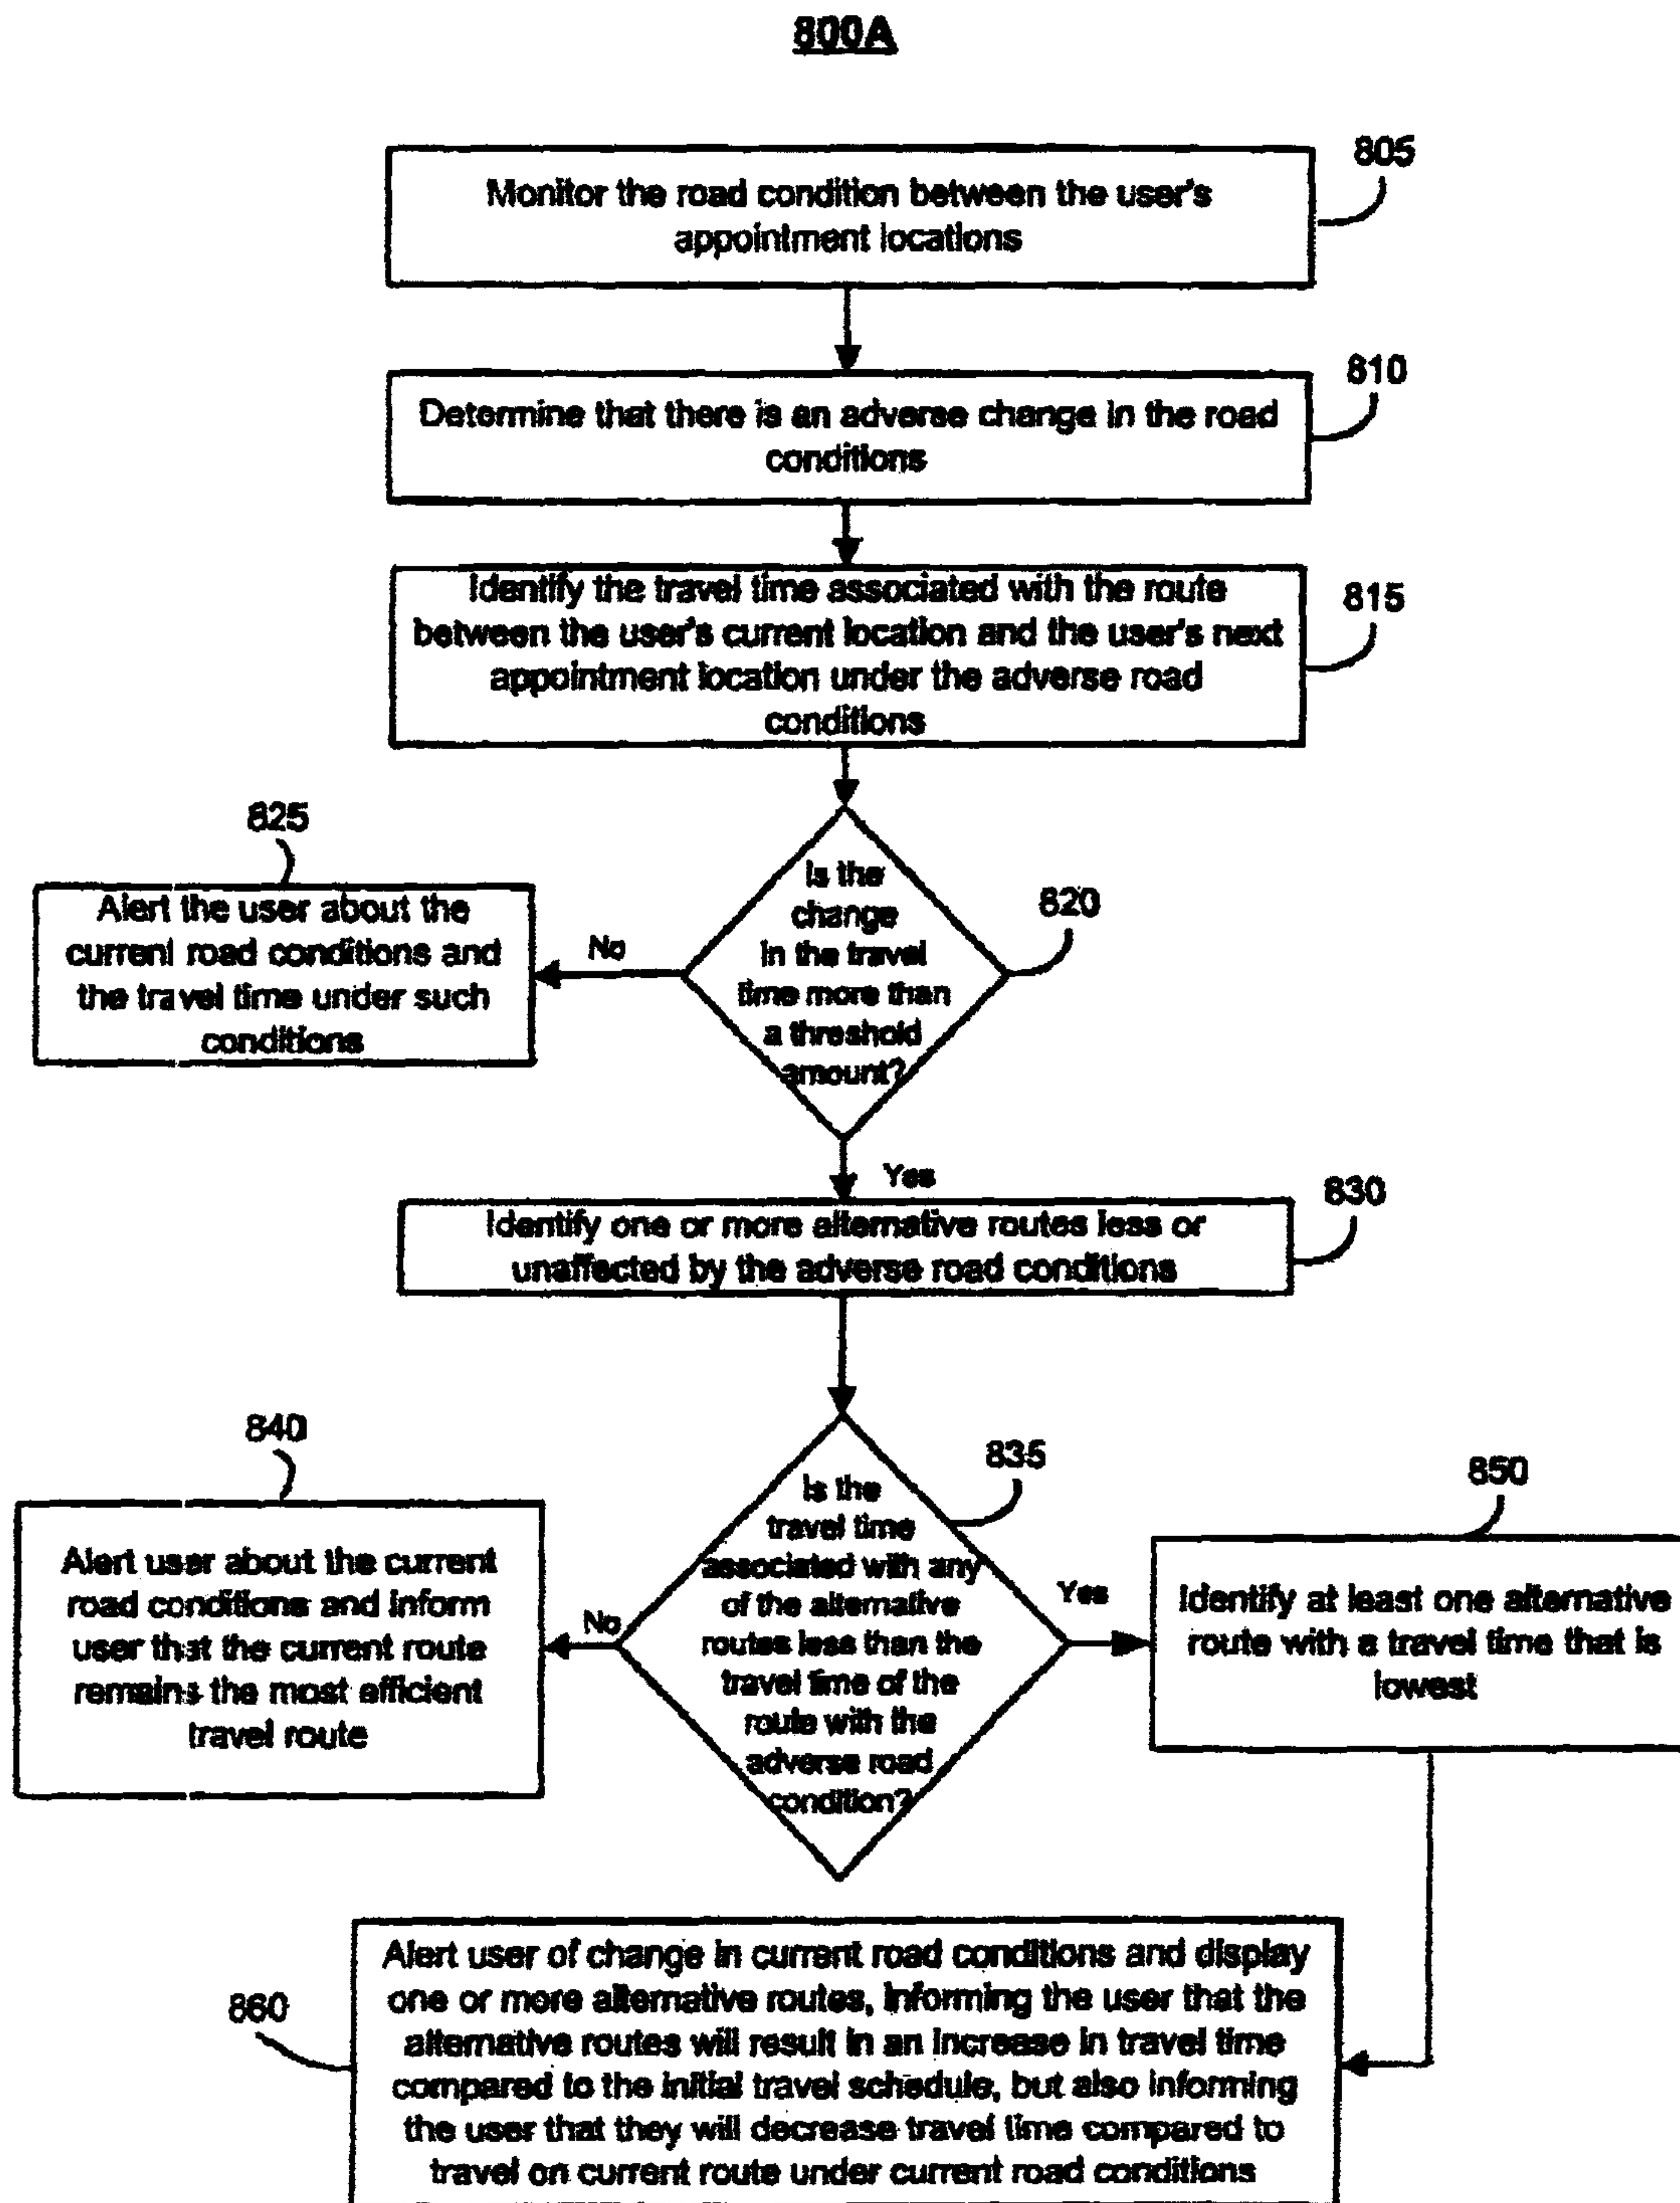 800A
805
Monitor the road condition between the user's
appointment locations
810
Determine that there is an adverse change in the road
conditions
815
Identify the travel time associated with the route
between the user's current location and the user's next
appointment location under the adverse road
conditions
825
Alert the user about the
current road conditions and
the travel time under such
conditions
No
820
Is the
change
in the travel
time more than
a threshold
amount?
Yes
830
Identify one or more alternative routes less or
unaffected by the adverse road conditions
840
Alert user about the current
road conditions and inform
user that the current route
remains the most efficient
travel route
No
835
Is the
travel time
associated with any
of the alternative
routes less than the
travel time of the
route with the
adverse road
condition?
Yes
850
Identify at least one alternative
route with a travel time that is
lowest
860
Alert user of change in current road conditions and display
one or more alternative routes, informing the user that the
alternative routes will result in an increase in travel time
compared to the initial travel schedule, but also informing
the user that they will decrease travel time compared to
travel on current route under current road conditions